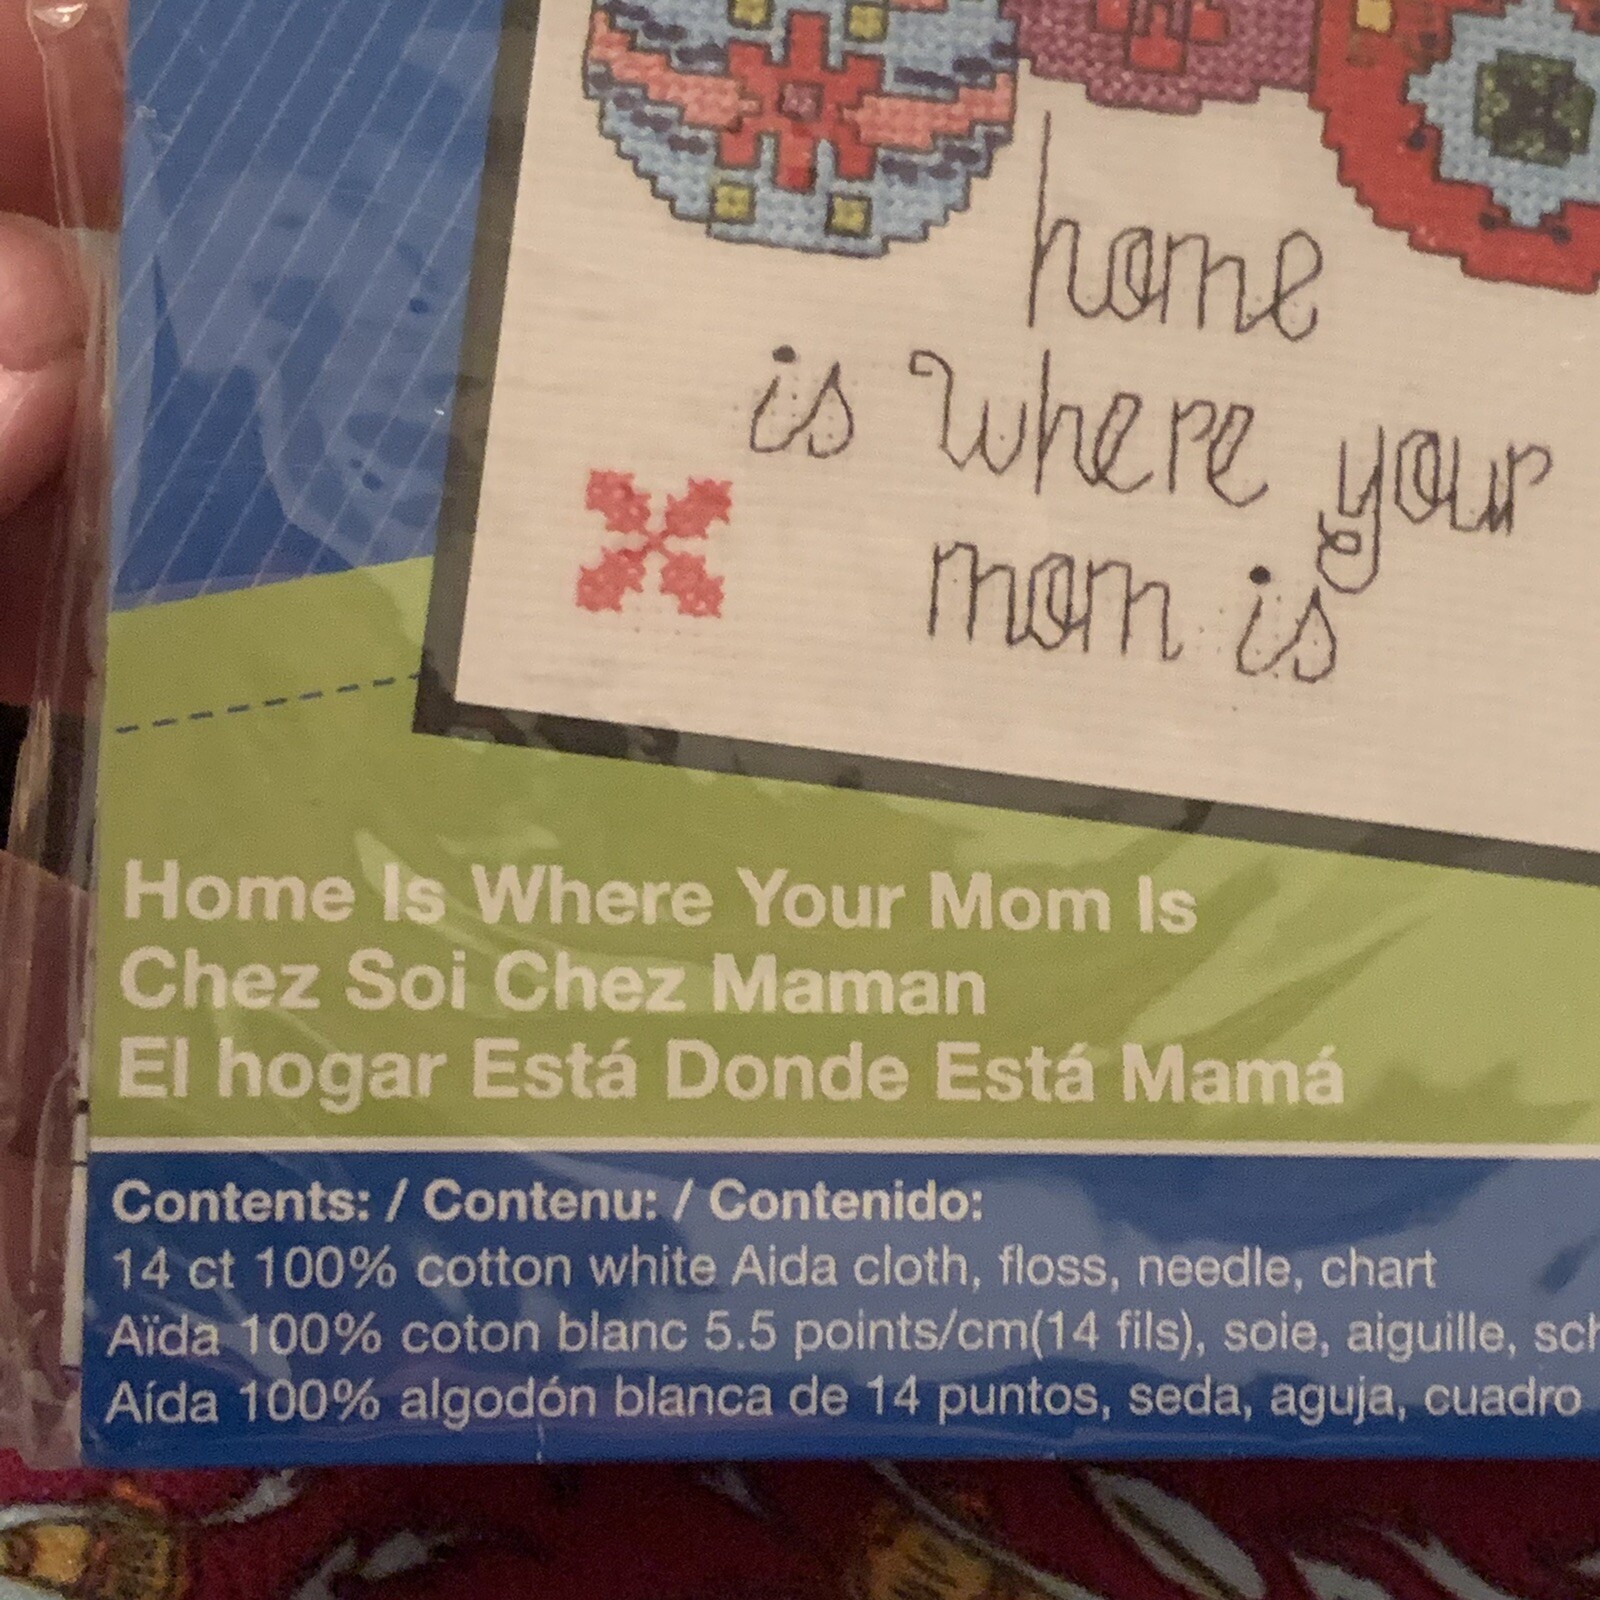 home
is where your
mom is
Home Is Where Your Mom Is
Chez Soi Chez Maman
El hogar Está Donde Está Mamá
Contents: / Contenu: / Contenido:
14 ct 100% cotton white Aida cloth, floss, needle, chart
Aïda 100% coton blanc 5.5 points/cm(14 fils), soie, aiguille,
Aída 100% algodón blanca de 14 puntos, seda, aguja, cuadro